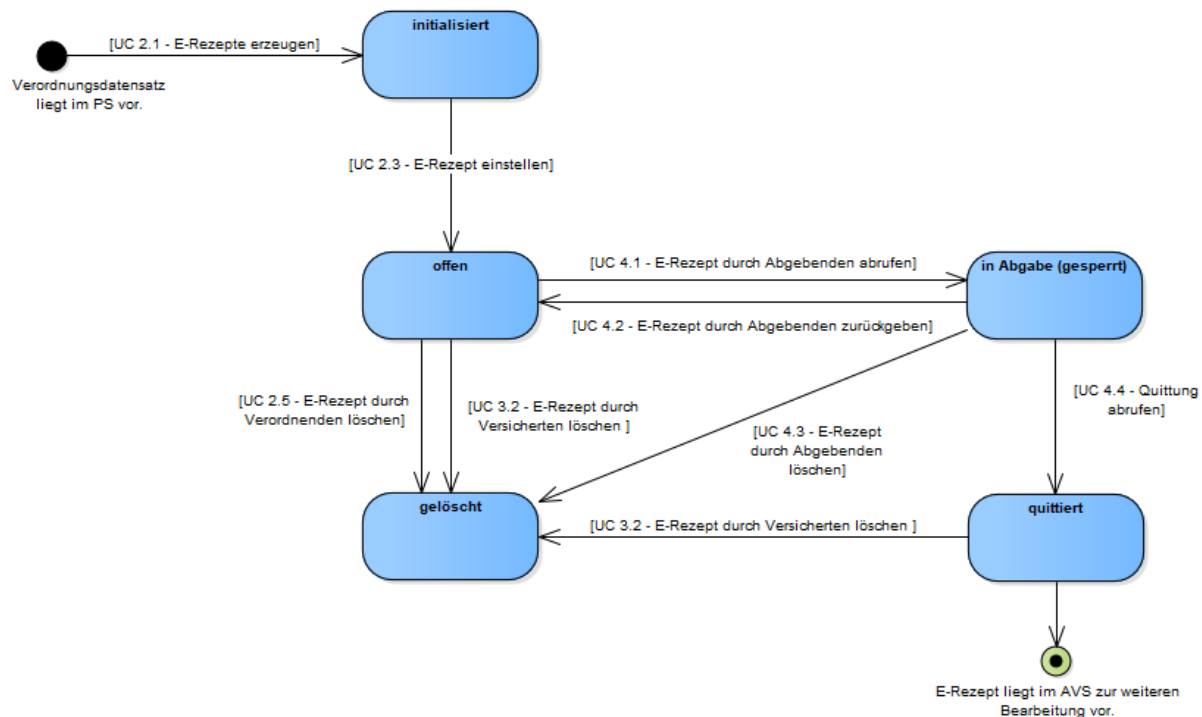 initialisiert
[UC 2.1 - E-Rezepte erzeugen]
Verordnungsdatensatz
liegt im PS vor.
[UC 2.3 - E-Rezept einstellen]
offen
[UC 4.1 - E-Rezept durch Abgebenden abrufen]
in Abgabe (gesperrt)
[UC 4.2 - E-Rezept durch Abgebenden zurückgeben]
[UC 2.5 - E-Rezept durch
Verordnenden löschen]
[UC 3.2 - E-Rezept durch
Versicherten löschen ]
[UC 4.3 - E-Rezept
durch Abgebenden
löschen]
[UC 4.4 - Quittung
abrufen]
gelöscht
[UC 3.2 - E-Rezept durch Versicherten löschen ]
quittiert
E-Rezept liegt im AVS zur weiteren
Bearbeitung vor.